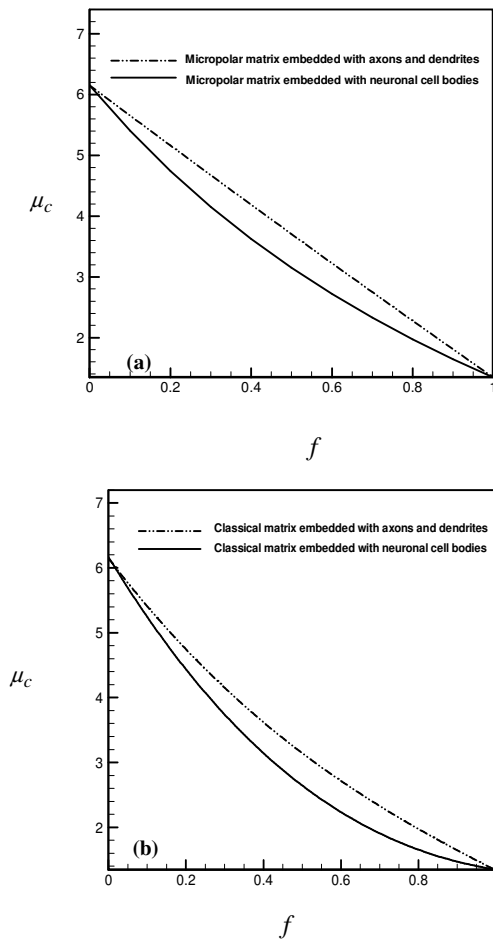 7
Micropolar matrix embedded with axons and dendrites
Micropolar matrix embedded with neuronal cell bodies
6
5
μc
4
3
2
(a)
0 0.2 0.4 0.6 0.8 1
f
7
Classical matrix embedded with axons and dendrites
Classical matrix embedded with neuronal cell bodies
6
5
μc
4
3
2
(b)
0 0.2 0.4 0.6 0.8
f